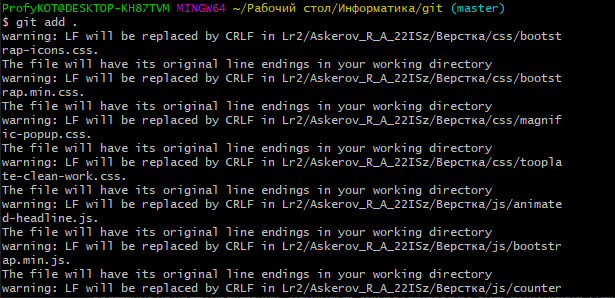 ProfyKOT@DESKTOP-KH87TVM MINGW64 ~/Рабочий стол/Информатика/git (master)
$ git add .
warning: LF will be replaced by CRLF in Lr2/Askerov_R_A_22ISz/Верстка/css/bootst
rap-icons.css.
The file will have its original line endings in your working directory
warning: LF will be replaced by CRLF in Lr2/Askerov_R_A_22ISz/Верстка/css/bootst
rap.min.css.
The file will have its original line endings in your working directory
warning: LF will be replaced by CRLF in Lr2/Askerov_R_A_22ISz/Верстка/css/magnif
ic-popup.css.
The file will have its original line endings in your working directory
warning: LF will be replaced by CRLF in Lr2/Askerov_R_A_22ISz/Верстка/css/toopla
te-clean-work.css.
The file will have its original line endings in your working directory
warning: LF will be replaced by CRLF in Lr2/Askerov_R_A_22ISz/Верстка/js/animate
d-headline.js.
The file will have its original line endings in your working directory
warning: LF will be replaced by CRLF in Lr2/Askerov_R_A_22ISz/Верстка/js/bootstr
ap.min.js.
The file will have its original line endings in your working directory
warning: LF will be replaced by CRLF in Lr2/Askerov_R_A_22ISz/Верстка/js/counter